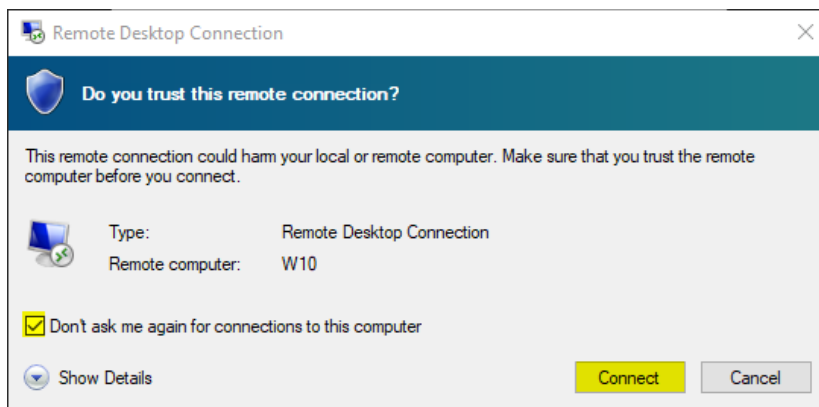 Remote Desktop Connection
Do you trust this remote connection?
This remote connection could harm your local or remote computer. Make sure that you trust the remote
computer before you connect.
Type: Remote Desktop Connection
Remote computer: W10
Don't ask me again for connections to this computer
Show Details Connect Cancel